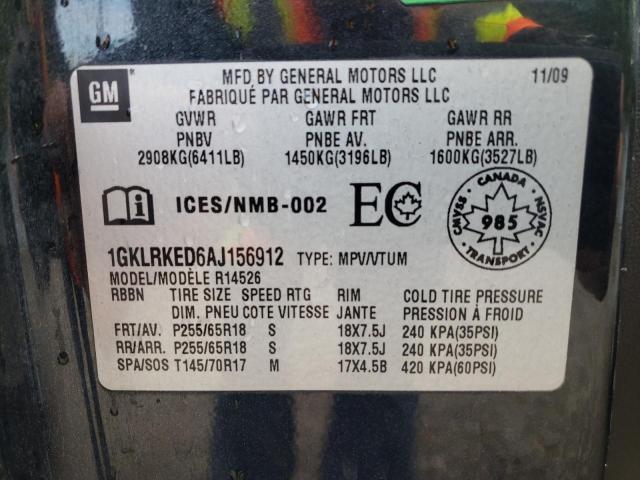 GM
MFD BY GENERAL MOTORS LLC 11/09
FABRIQUÉ PAR GENERAL MOTORS LLC
GVWR GAWR FRT GAWR RR
PNBV PNBE AV. PNBE ARR.
2908KG(6411LB) 1450KG(3196LB) 1600KG(3527LB)
ICES/NMB-002 EC
CANADA
CMVSS 985 NSVAC
TRANSPORT
1GKLRKED6AJ156912 TYPE: MPV/VTUM
MODEL/MODÈLE R14526
RBBN TIRE SIZE SPEED RTG RIM COLD TIRE PRESSURE
DIM. PNEU COTE VITESSE JANTE PRESSION À FROID
FRT/AV. P255/65R18 S 18X7.5J 240 KPA(35PSI)
RR/ARR. P255/65R18 S 18X7.5J 240 KPA(35PSI)
SPA/SOS T145/70R17 M 17X4.5B 420 KPA(60PSI)